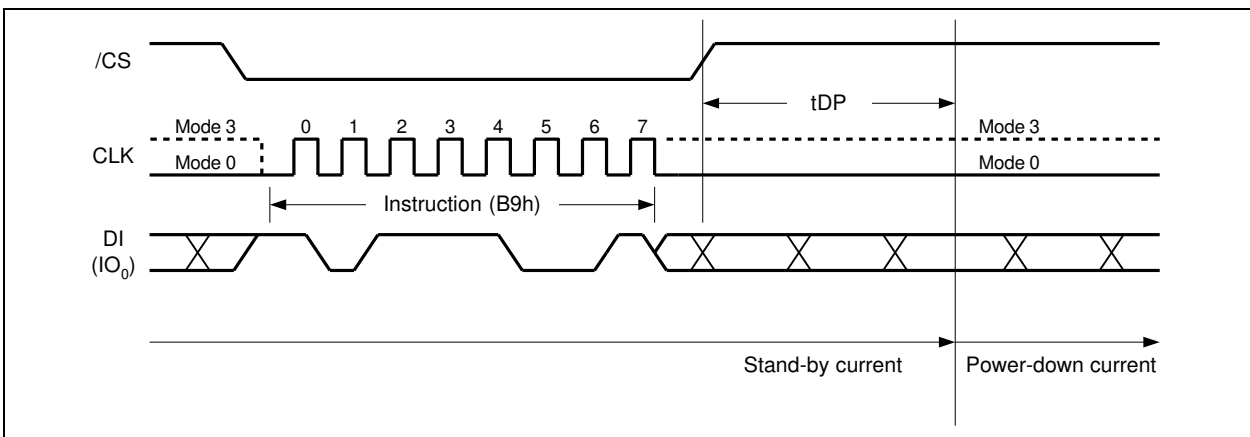 /CS
tDP
Mode 3 0 1 2 3 4 5 6 7 Mode 3
CLK
Mode 0 Mode 0
Instruction (B9h)
DI
(IO₀)
Stand-by current Power-down current